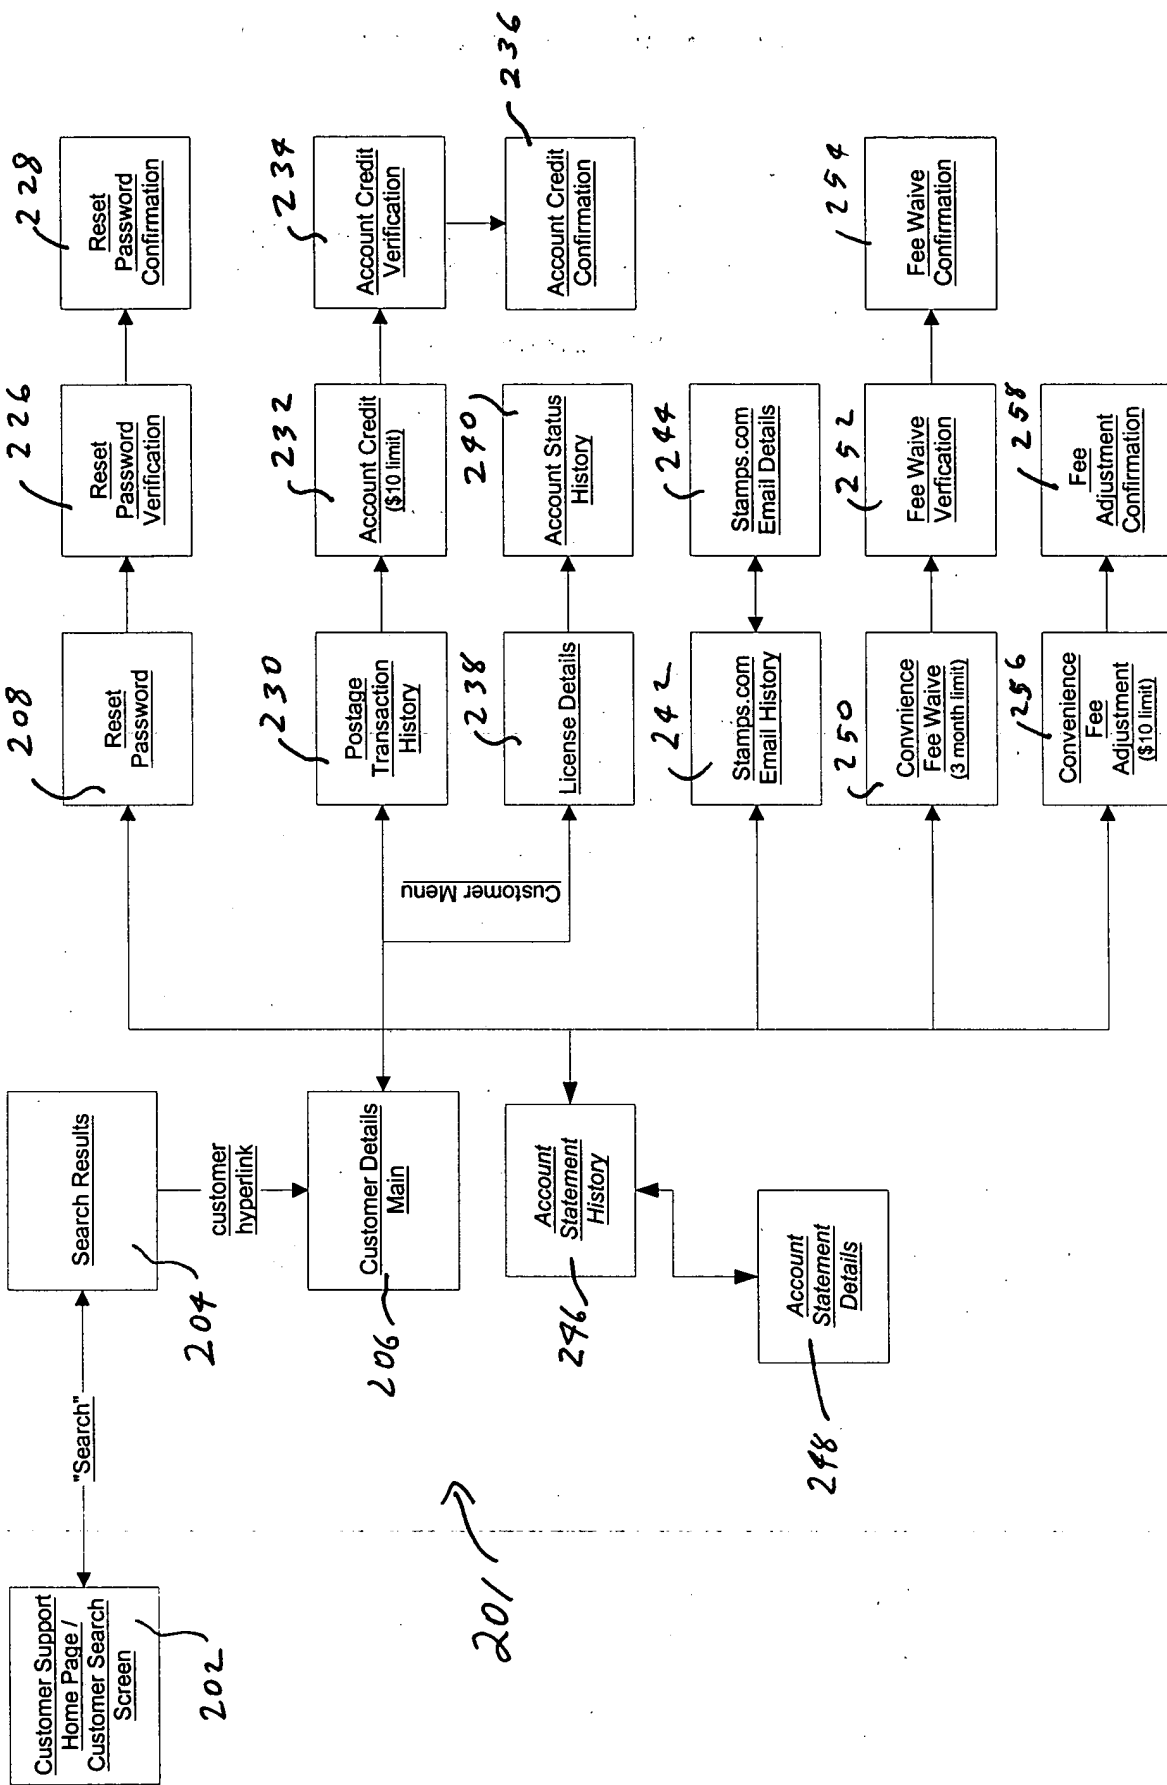 Customer Support
Home Page /
Customer Search
Screen
202
"Search"
Search Results
204
customer
hyperlink
Customer Details
Main
206
Account
Statement
History
246
Account
Statement
Details
248
201
Customer Menu
Reset
Password
208
Reset
Password
Verification
226
Reset
Password
Confirmation
228
Postage
Transaction
History
230
Account Credit
($10 limit)
232
Account Credit
Verification
234
Account Credit
Confirmation
236
License Details
238
Account Status
History
240
Stamps.com
Email History
242
Stamps.com
Email Details
244
Convnience
Fee Waive
(3 month limit)
250
Fee Waive
Verfication
252
Fee Waive
Confirmation
254
Convenience
Fee
Adjustment
($10 limit)
256
Fee
Adjustment
Confirmation
258